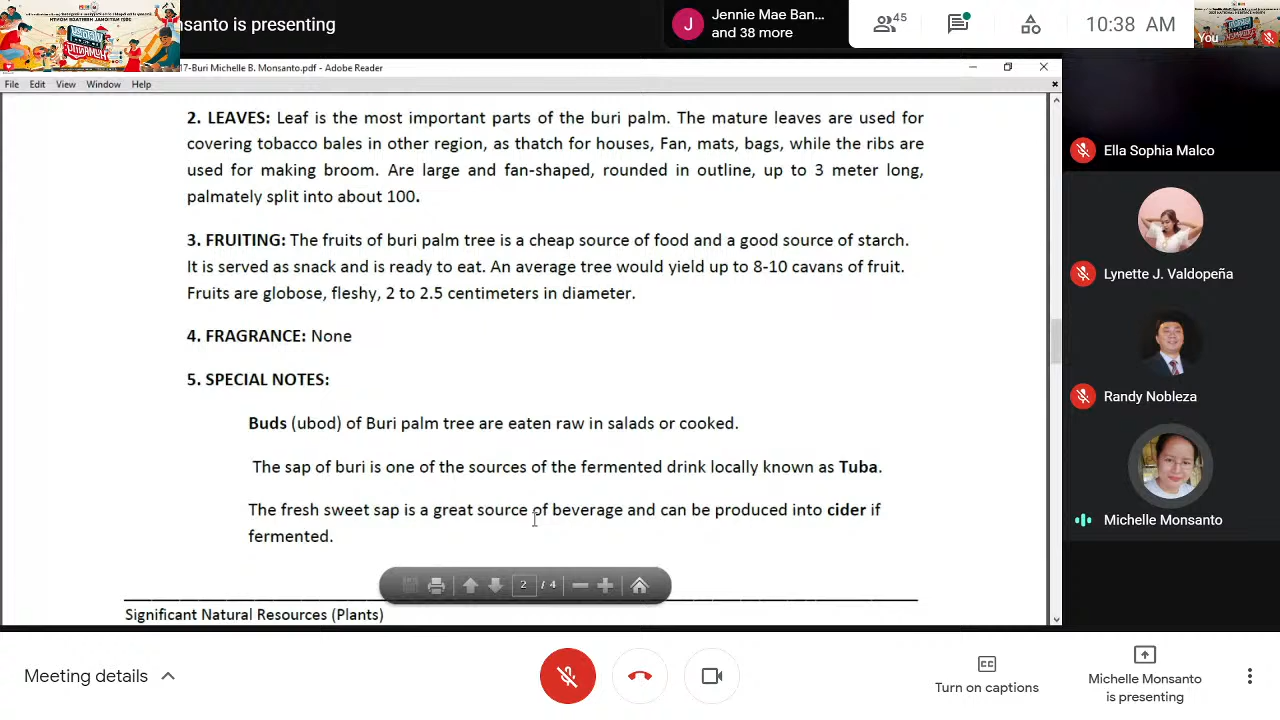 nsanto is presenting
Jennie Mae Ban...
and 38 more
45
10:38 AM
You
17-Buri Michelle B. Monsanto.pdf - Adobe Reader
File Edit View Window Help
2. LEAVES: Leaf is the most important parts of the buri palm. The mature leaves are used for
covering tobacco bales in other region, as thatch for houses, Fan, mats, bags, while the ribs are
used for making broom. Are large and fan-shaped, rounded in outline, up to 3 meter long,
palmately split into about 100.
3. FRUITING: The fruits of buri palm tree is a cheap source of food and a good source of starch.
It is served as snack and is ready to eat. An average tree would yield up to 8-10 cavans of fruit.
Fruits are globose, fleshy, 2 to 2.5 centimeters in diameter.
4. FRAGRANCE: None
5. SPECIAL NOTES:
Buds (ubod) of Buri palm tree are eaten raw in salads or cooked.
The sap of buri is one of the sources of the fermented drink locally known as Tuba.
The fresh sweet sap is a great source of beverage and can be produced into cider if
fermented.
2 / 4
Significant Natural Resources (Plants)
J
Ella Sophia Malco
Lynette J. Valdopeña
Randy Nobleza
Michelle Monsanto
Meeting details
CC
Turn on captions
Michelle Monsanto
is presenting